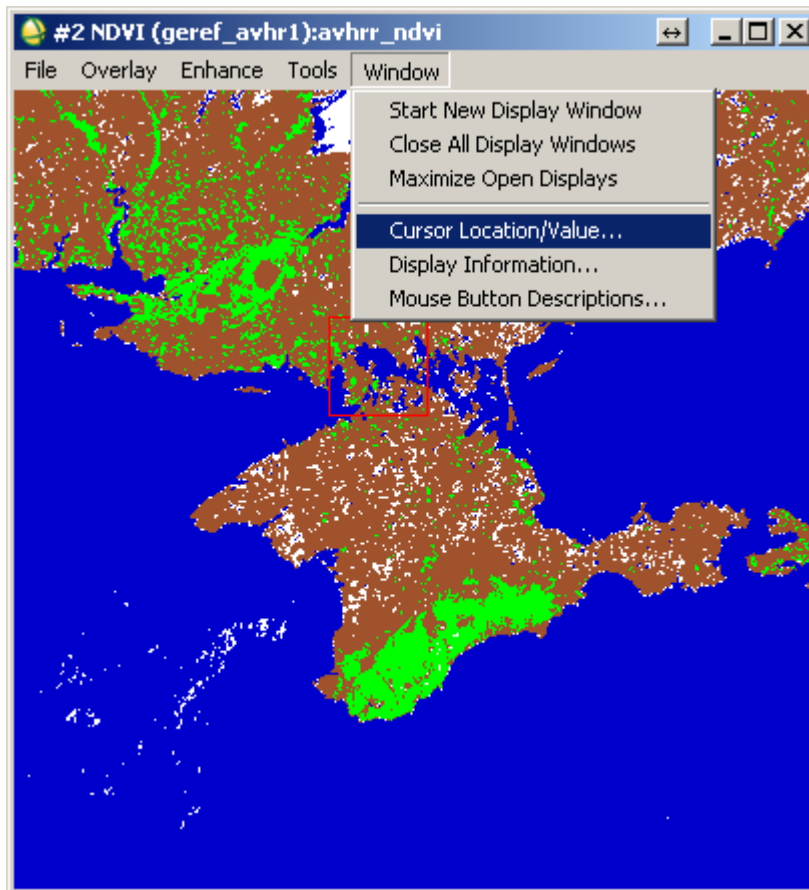 #2 NDVI (geref_avhr1):avhrr_ndvi
File Overlay Enhance Tools Window
Start New Display Window
Close All Display Windows
Maximize Open Displays
Cursor Location/Value...
Display Information...
Mouse Button Descriptions...